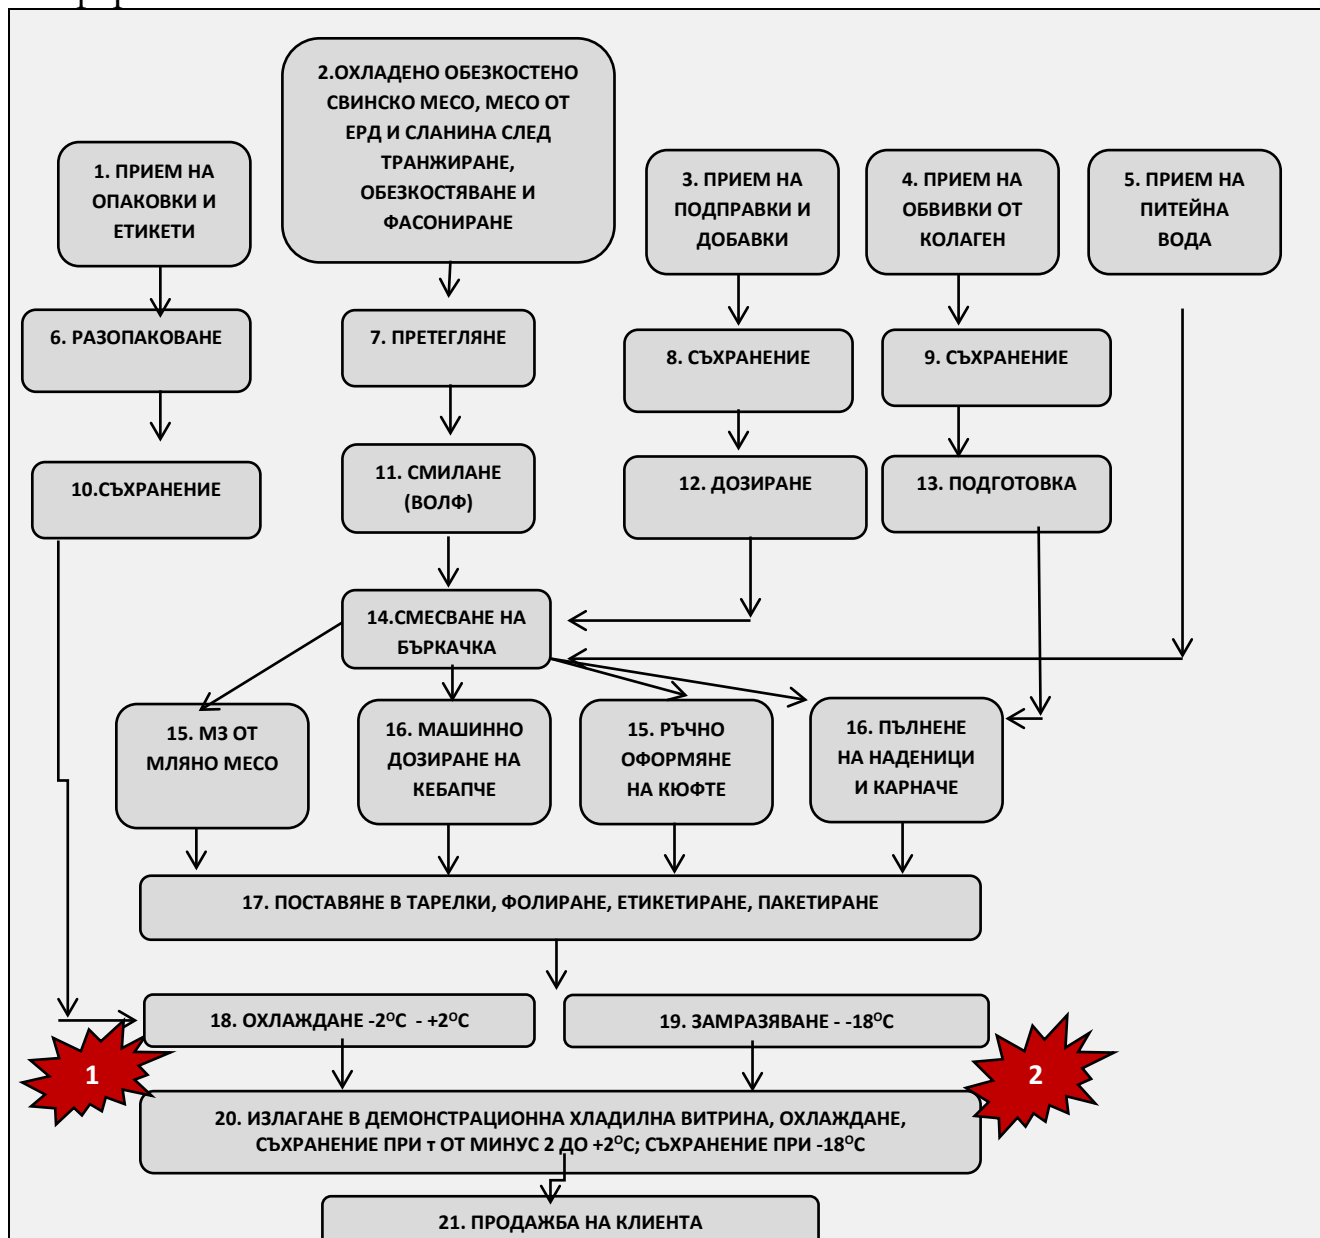 2.ОХЛАДЕНО ОБЕЗКОСТЕНО
СВИНСКО МЕСО, МЕСО ОТ
ЕРД И СЛАНИНА СЛЕД
ТРАНЖИРАНЕ,
ОБЕЗКОСТЯВАНЕ И
ФАСОНИРАНЕ
1. ПРИЕМ НА
ОПАКОВКИ И
ЕТИКЕТИ
3. ПРИЕМ НА
ПОДПРАВКИ И
ДОБАВКИ
4. ПРИЕМ НА
ОБВИВКИ ОТ
КОЛАГЕН
5. ПРИЕМ НА
ПИТЕЙНА
ВОДА
6. РАЗОПАКОВАНЕ
7. ПРЕТЕГЛЯНЕ
8. СЪХРАНЕНИЕ
9. СЪХРАНЕНИЕ
10.СЪХРАНЕНИЕ
11. СМИЛАНЕ
(ВОЛФ)
12. ДОЗИРАНЕ
13. ПОДГОТОВКА
14.СМЕСВАНЕ НА
БЪРКАЧКА
15. МЗ ОТ
МЛЯНО МЕСО
16. МАШИННО
ДОЗИРАНЕ НА
КЕБАПЧЕ
15. РЪЧНО
ОФОРМЯНЕ
НА КЮФТЕ
16. ПЪЛНЕНЕ
НА НАДЕНИЦИ
И КАРНАЧЕ
17. ПОСТАВЯНЕ В ТАРЕЛКИ, ФОЛИРАНЕ, ЕТИКЕТИРАНЕ, ПАКЕТИРАНЕ
18. ОХЛАЖДАНЕ -2⁰С - +2⁰С
19. ЗАМРАЗЯВАНЕ - -18⁰С
1
2
20. ИЗЛАГАНЕ В ДЕМОНСТРАЦИОННА ХЛАДИЛНА ВИТРИНА, ОХЛАЖДАНЕ,
СЪХРАНЕНИЕ ПРИ т ОТ МИНУС 2 ДО +2⁰С; СЪХРАНЕНИЕ ПРИ -18⁰С
21. ПРОДАЖБА НА КЛИЕНТА